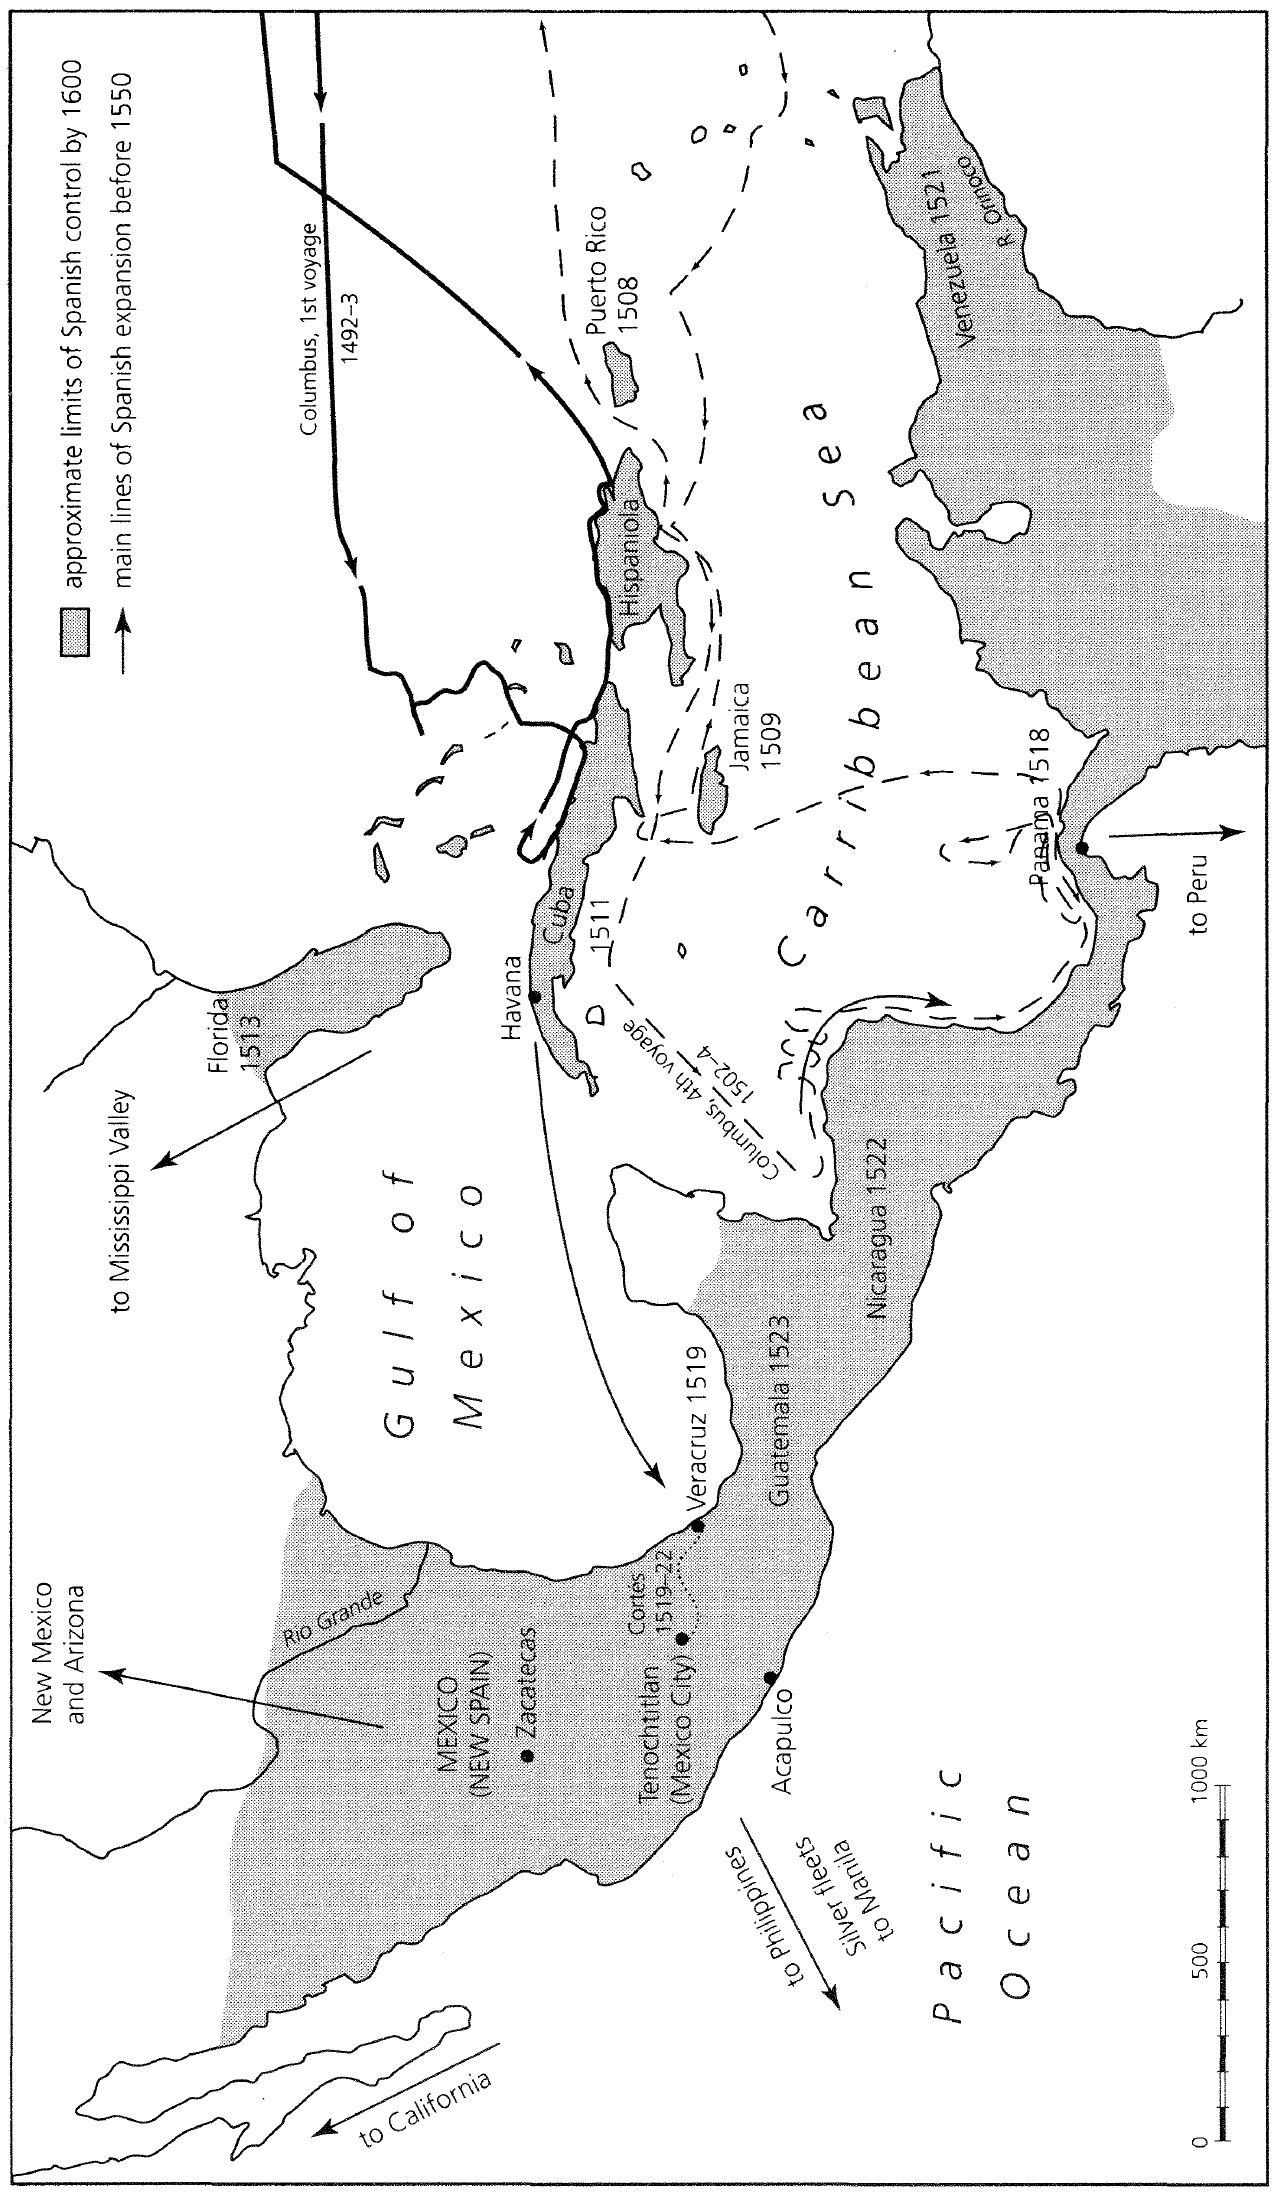 approximate limits of Spanish control by 1600
main lines of Spanish expansion before 1550
New Mexico
and Arizona
to Mississippi Valley
Florida
1513
Columbus, 1st voyage
1492–3
to California
Rio Grande
MEXICO
(NEW SPAIN)
Zacatecas
Gulf of
Mexico
Havana
Cuba
1511
Hispaniola
Puerto Rico
1508
Jamaica
1509
Tenochtitlan
(Mexico City)
Cortés
1519–22
Veracruz 1519
Acapulco
Guatemala 1523
Nicaragua 1522
Columbus, 4th voyage
1502–4
Carribbean Sea
Venezuela 1521
R. Orinoco
Panama 1518
to Peru
to Philippines
Silver fleets
to Manila
Pacific
Ocean
0
500
1000 km